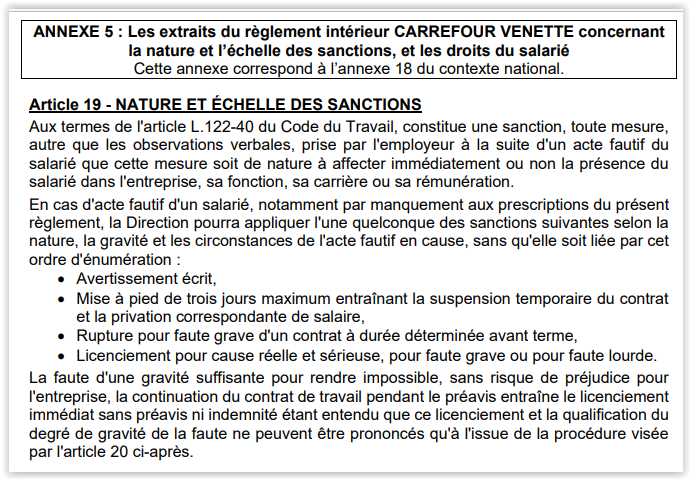 ANNEXE 5 : Les extraits du règlement intérieur CARREFOUR VENETTE concernant
la nature et l'échelle des sanctions, et les droits du salarié
Cette annexe correspond à l'annexe 18 du contexte national.
Article 19 - NATURE ET ÉCHELLE DES SANCTIONS
Aux termes de l'article L.122-40 du Code du Travail, constitue une sanction, toute mesure,
autre que les observations verbales, prise par l'employeur à la suite d'un acte fautif du
salarié que cette mesure soit de nature à affecter immédiatement ou non la présence du
salarié dans l'entreprise, sa fonction, sa carrière ou sa rémunération.
En cas d'acte fautif d'un salarié, notamment par manquement aux prescriptions du présent
règlement, la Direction pourra appliquer l'une quelconque des sanctions suivantes selon la
nature, la gravité et les circonstances de l'acte fautif en cause, sans qu'elle soit liée par cet
ordre d'énumération :
• Avertissement écrit,
• Mise à pied de trois jours maximum entraînant la suspension temporaire du contrat
et la privation correspondante de salaire,
• Rupture pour faute grave d'un contrat à durée déterminée avant terme,
• Licenciement pour cause réelle et sérieuse, pour faute grave ou pour faute lourde.
La faute d'une gravité suffisante pour rendre impossible, sans risque de préjudice pour
l'entreprise, la continuation du contrat de travail pendant le préavis entraîne le licenciement
immédiat sans préavis ni indemnité étant entendu que ce licenciement et la qualification du
degré de gravité de la faute ne peuvent être prononcés qu'à l'issue de la procédure visée
par l'article 20 ci-après.